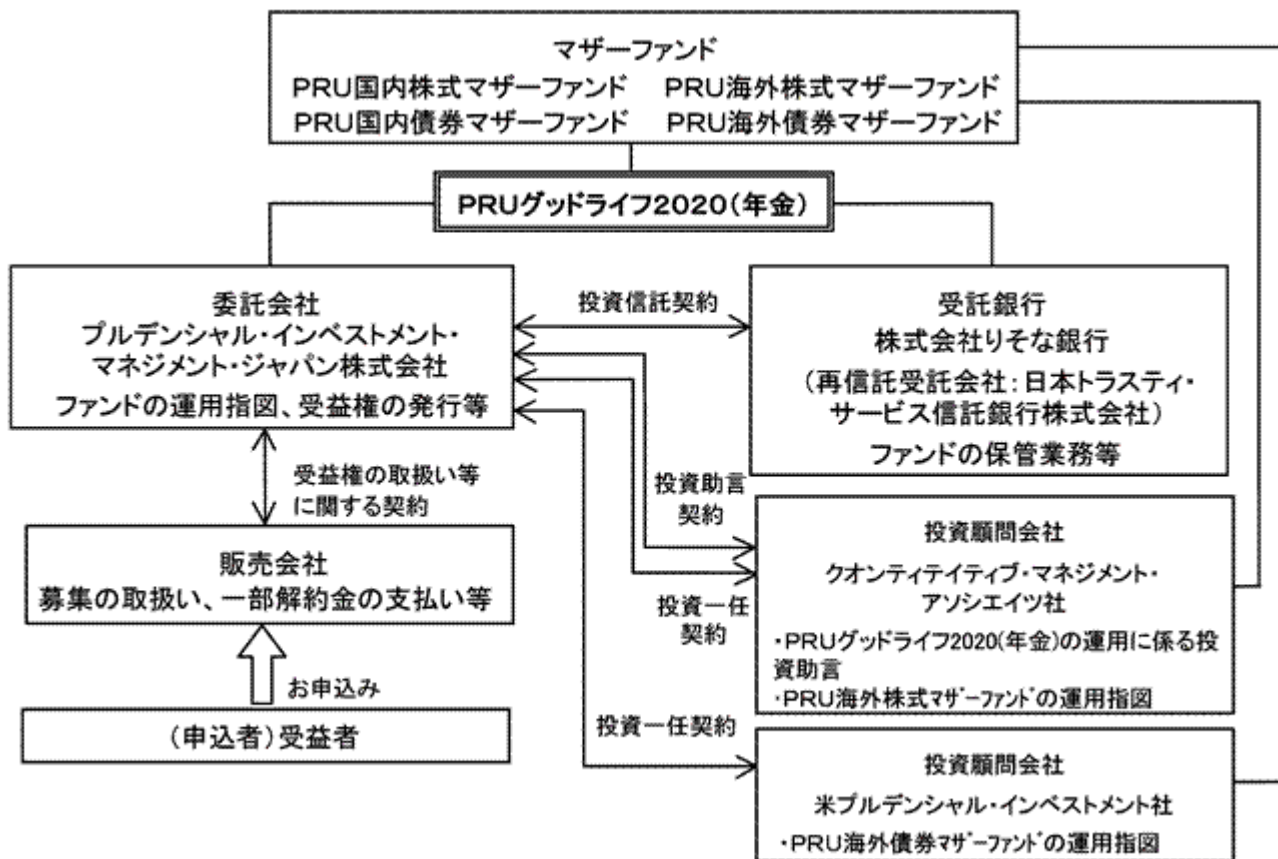 マザーファンド
PRU国内株式マザーファンド　PRU海外株式マザーファンド
PRU国内債券マザーファンド　PRU海外債券マザーファンド
PRUグッドライフ2020(年金)
委託会社
プルデンシャル・インベストメント・
マネジメント・ジャパン株式会社
ファンドの運用指図、受益権の発行等
投資信託契約
受託銀行
株式会社りそな銀行
(再信託受託会社:日本トラスティ・
サービス信託銀行株式会社)
ファンドの保管業務等
受益権の取扱い等
に関する契約
投資助言
契約
販売会社
募集の取扱い、一部解約金の支払い等
投資顧問会社
クオンティテイティブ・マネジメント・
アソシエイツ社
・PRUグッドライフ2020(年金)の運用に係る投
資助言
・PRU海外株式マザーファンドの運用指図
投資一任
契約
お申込み
(申込者)受益者
投資一任契約
投資顧問会社
米プルデンシャル・インベストメント社
・PRU海外債券マザーファンドの運用指図